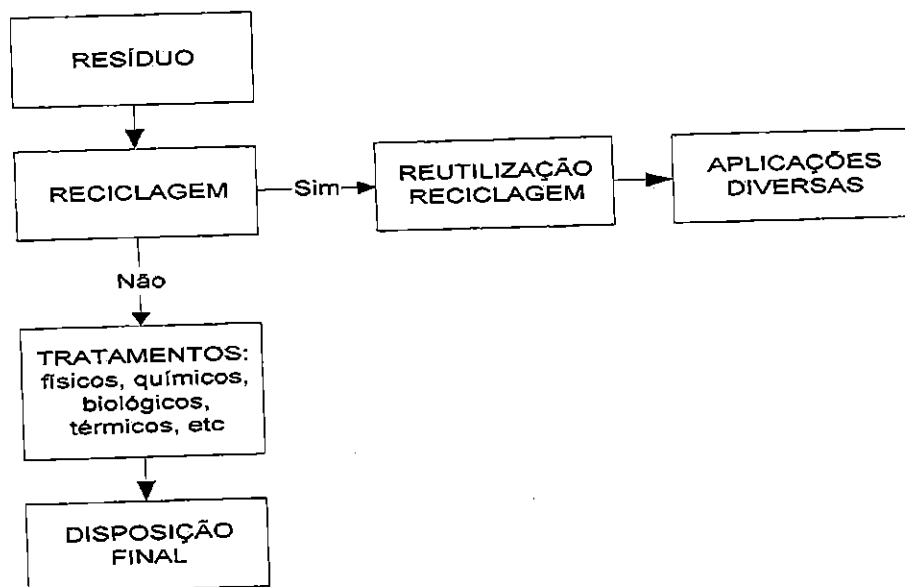 RESÍDUO
RECICLAGEM
Sim
REUTILIZAÇÃO
RECICLAGEM
APLICAÇÕES
DIVERSAS
Não
TRATAMENTOS:
físicos, químicos,
biológicos,
térmicos, etc
DISPOSIÇÃO
FINAL